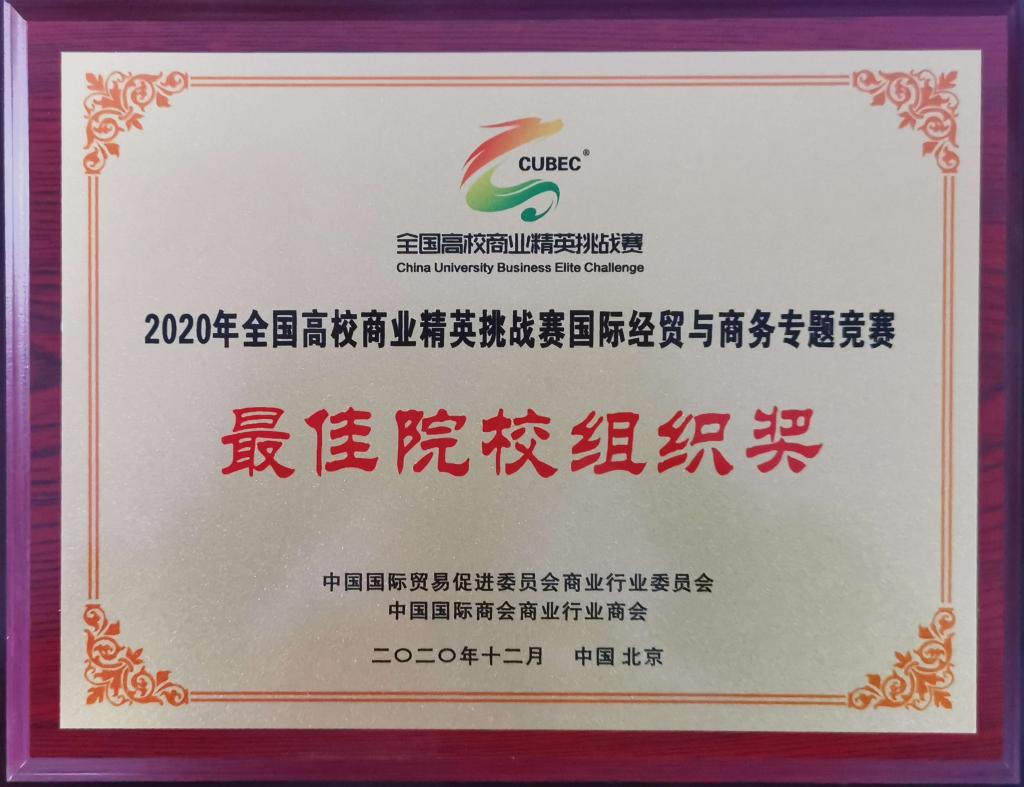 CUBEC®
全国高校商业精英挑战赛
China University Business Elite Challenge
2020年全国高校商业精英挑战赛国际经贸与商务专题竞赛
最佳院校组织奖
中国国际贸易促进委员会商业行业委员会
中国国际商会商业行业商会
二〇二〇年十二月 中国 北京